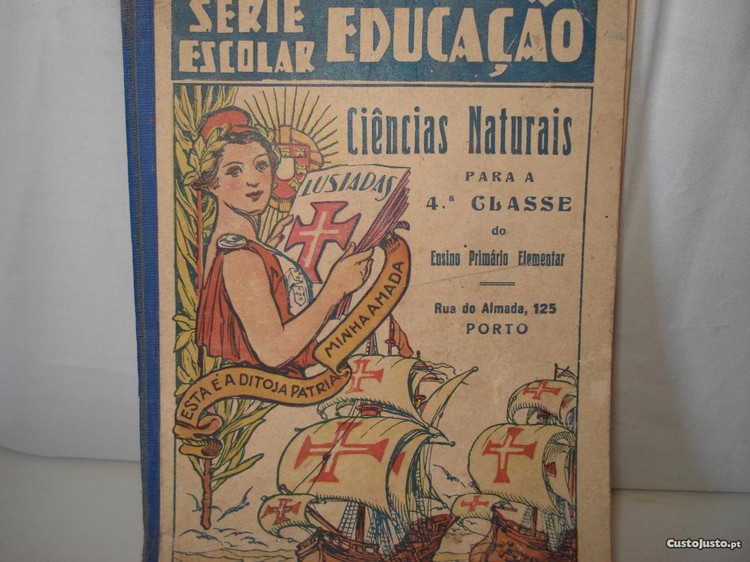 SERIE
ESCOLAR
EDUCAÇÃO
Ciências Naturais
PARA A
4.ª CLASSE
do
Ensino Primário Elementar
Rua do Almada, 125
PORTO
LUSIADAS
ESTA É A DITOSA PATRIA
MINHA AMADA
CustoJusto.pt